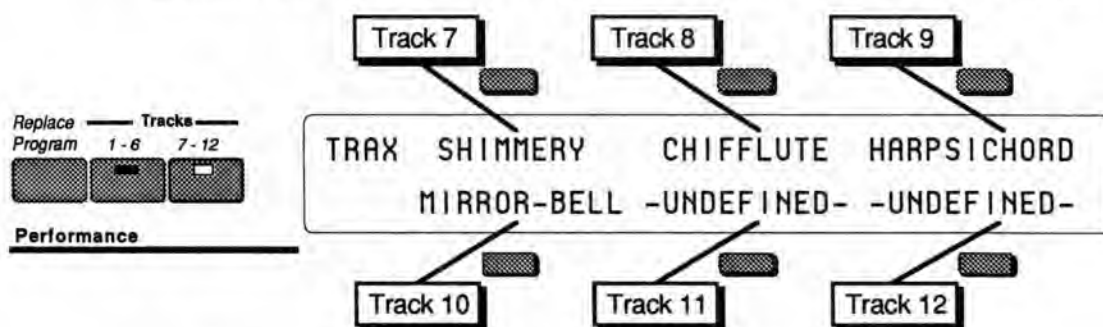 Track 7
Track 8
Track 9
Replace Tracks
Program 1 - 6 7 - 12
Performance
TRAX SHIMMERY CHIFFLUTE HARPSICHORD
MIRROR-BELL -UNDEFINED- -UNDEFINED-
Track 10
Track 11
Track 12